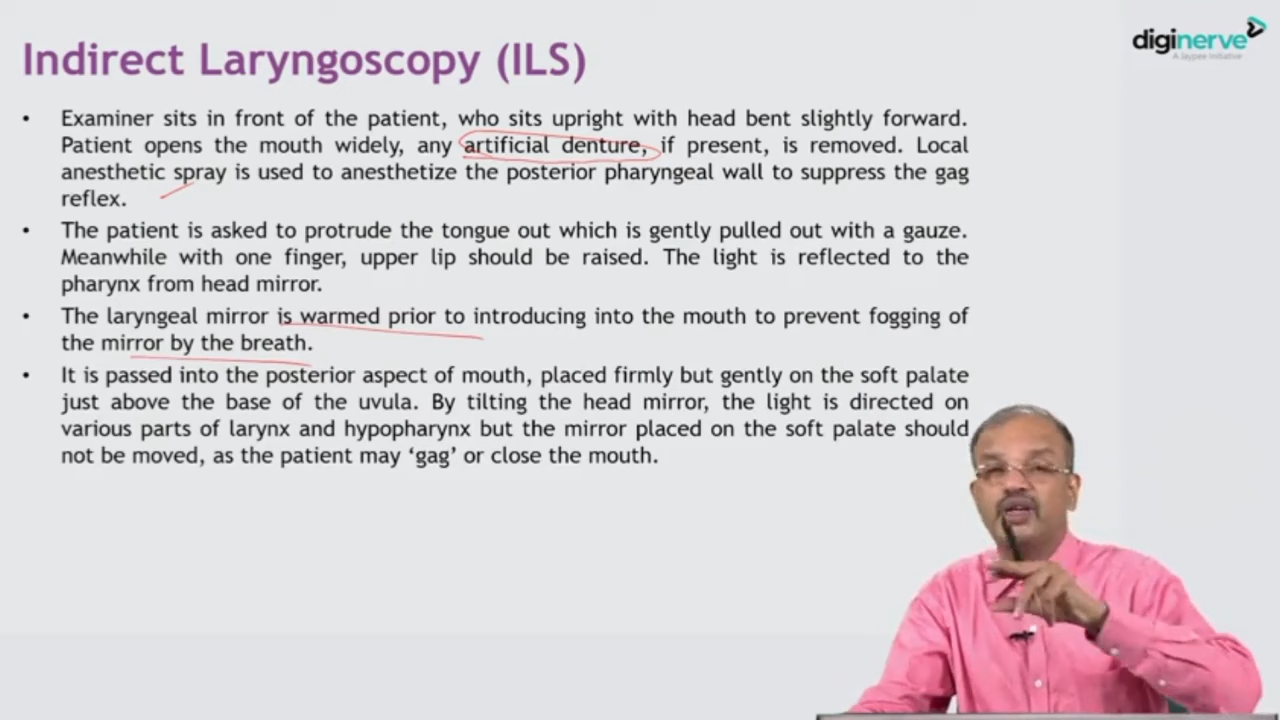 Indirect Laryngoscopy (ILS)
diginerve
A Jaypee Initiative
• Examiner sits in front of the patient, who sits upright with head bent slightly forward.
Patient opens the mouth widely, any artificial denture, if present, is removed. Local
anesthetic spray is used to anesthetize the posterior pharyngeal wall to suppress the gag
reflex.
• The patient is asked to protrude the tongue out which is gently pulled out with a gauze.
Meanwhile with one finger, upper lip should be raised. The light is reflected to the
pharynx from head mirror.
• The laryngeal mirror is warmed prior to introducing into the mouth to prevent fogging of
the mirror by the breath.
• It is passed into the posterior aspect of mouth, placed firmly but gently on the soft palate
just above the base of the uvula. By tilting the head mirror, the light is directed on
various parts of larynx and hypopharynx but the mirror placed on the soft palate should
not be moved, as the patient may ‘gag’ or close the mouth.